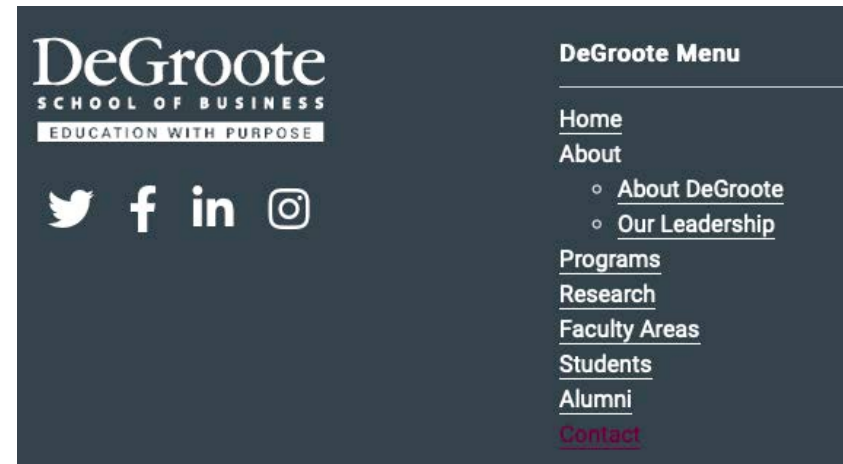 DeGroote
SCHOOL OF BUSINESS
EDUCATION WITH PURPOSE
DeGroote Menu
Home
About
About DeGroote
Our Leadership
Programs
Research
Faculty Areas
Students
Alumni
Contact